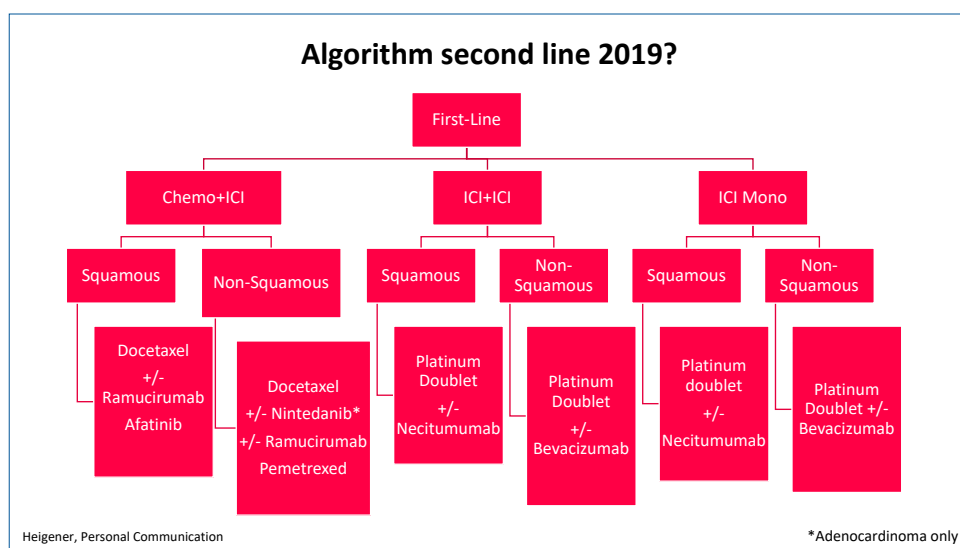 Algorithm second line 2019?
First-Line
Chemo+ICI
ICI+ICI
ICI Mono
Squamous
Non-Squamous
Squamous
Non-
Squamous
Squamous
Non-
Squamous
Docetaxel
+/-
Ramucirumab
Afatinib
Docetaxel
+/- Nintedanib*
+/- Ramucirumab
Pemetrexed
Platinum
Doublet
+/-
Necitumumab
Platinum
Doublet
+/-
Bevacizumab
Platinum
doublet
+/-
Necitumumab
Platinum
Doublet +/-
Bevacizumab
Heigener, Personal Communication
*Adenocardinoma only